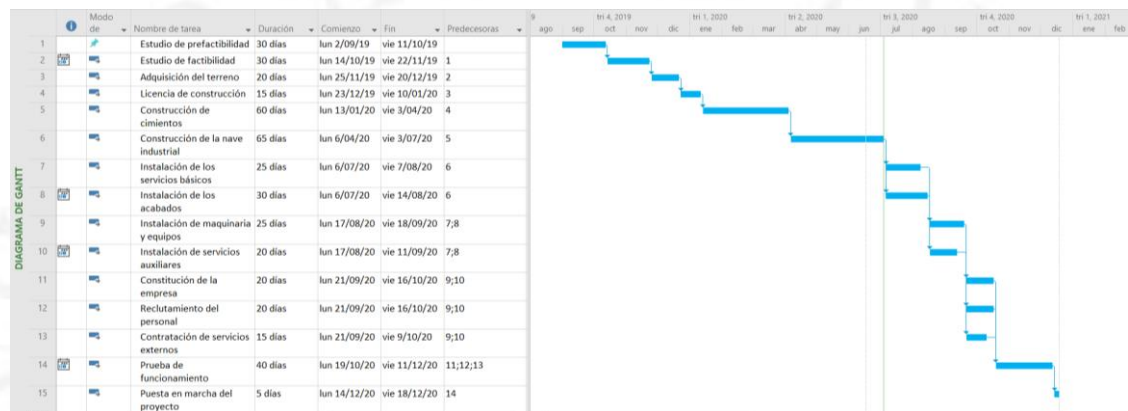 Modo de Nombre de tarea Duración Comienzo Fin Predecesoras
9 tri 4, 2019 tri 1, 2020 tri 2, 2020 tri 3, 2020 tri 4, 2020 tri 1, 2021
ago sep oct nov dic ene feb mar abr may jun jul ago sep oct nov dic ene feb
DIAGRAMA DE GANTT
1 Estudio de prefactibilidad 30 días lun 2/09/19 vie 11/10/19
2 Estudio de factibilidad 30 días lun 14/10/19 vie 22/11/19 1
3 Adquisición del terreno 20 días lun 25/11/19 vie 20/12/19 2
4 Licencia de construcción 15 días lun 23/12/19 vie 10/01/20 3
5 Construcción de 60 días lun 13/01/20 vie 3/04/20 4
cimientos
6 Construcción de la nave 65 días lun 6/04/20 vie 3/07/20 5
industrial
7 Instalación de los 25 días lun 6/07/20 vie 7/08/20 6
servicios básicos
8 Instalación de los 30 días lun 6/07/20 vie 14/08/20 6
acabados
9 Instalación de maquinaria 25 días lun 17/08/20 vie 18/09/20 7;8
y equipos
10 Instalación de servicios 20 días lun 17/08/20 vie 11/09/20 7;8
auxiliares
11 Constitución de la 20 días lun 21/09/20 vie 16/10/20 9;10
empresa
12 Reclutamiento del 20 días lun 21/09/20 vie 16/10/20 9;10
personal
13 Contratación de servicios 15 días lun 21/09/20 vie 9/10/20 9;10
externos
14 Prueba de 40 días lun 19/10/20 vie 11/12/20 11;12;13
funcionamiento
15 Puesta en marcha del 5 días lun 14/12/20 vie 18/12/20 14
proyecto